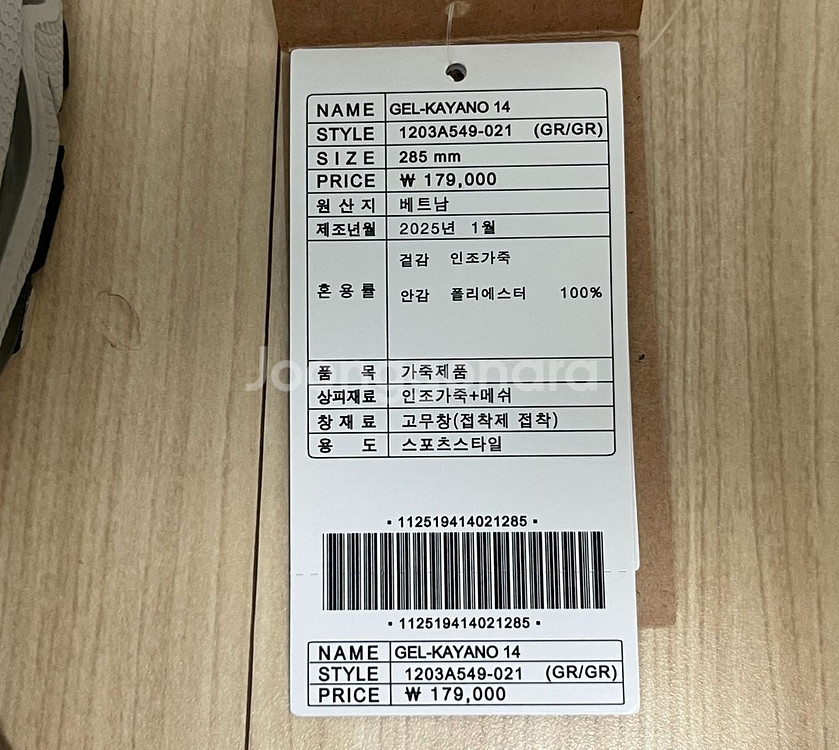 NAME GEL-KAYANO 14
STYLE 1203A549-021 (GR/GR)
SIZE 285 mm
PRICE ₩ 179,000
원산지 베트남
제조년월 2025년 1월
혼용률 겉감 인조가죽
안감 폴리에스터 100%
품목 가죽제품
상피재료 인조가죽+메쉬
창재료 고무창(접착제 접착)
용도 스포츠스타일
Joonggonara
· 112519414021285 ·
· 112519414021285 ·
NAME GEL-KAYANO 14
STYLE 1203A549-021 (GR/GR)
PRICE ₩ 179,000